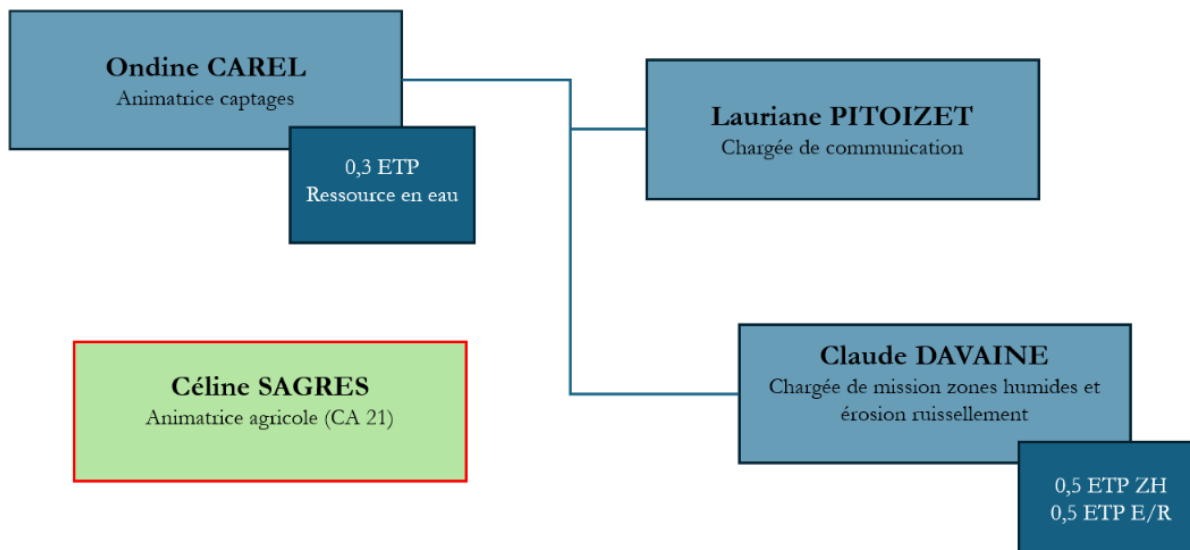 Ondine CAREL
Animatrice captages
0,3 ETP
Ressource en eau
Lauriane PITOIZET
Chargée de communication
Céline SAGRES
Animatrice agricole (CA 21)
Claude DAVAINE
Chargée de mission zones humides et
érosion ruissellement
0,5 ETP ZH
0,5 ETP E/R